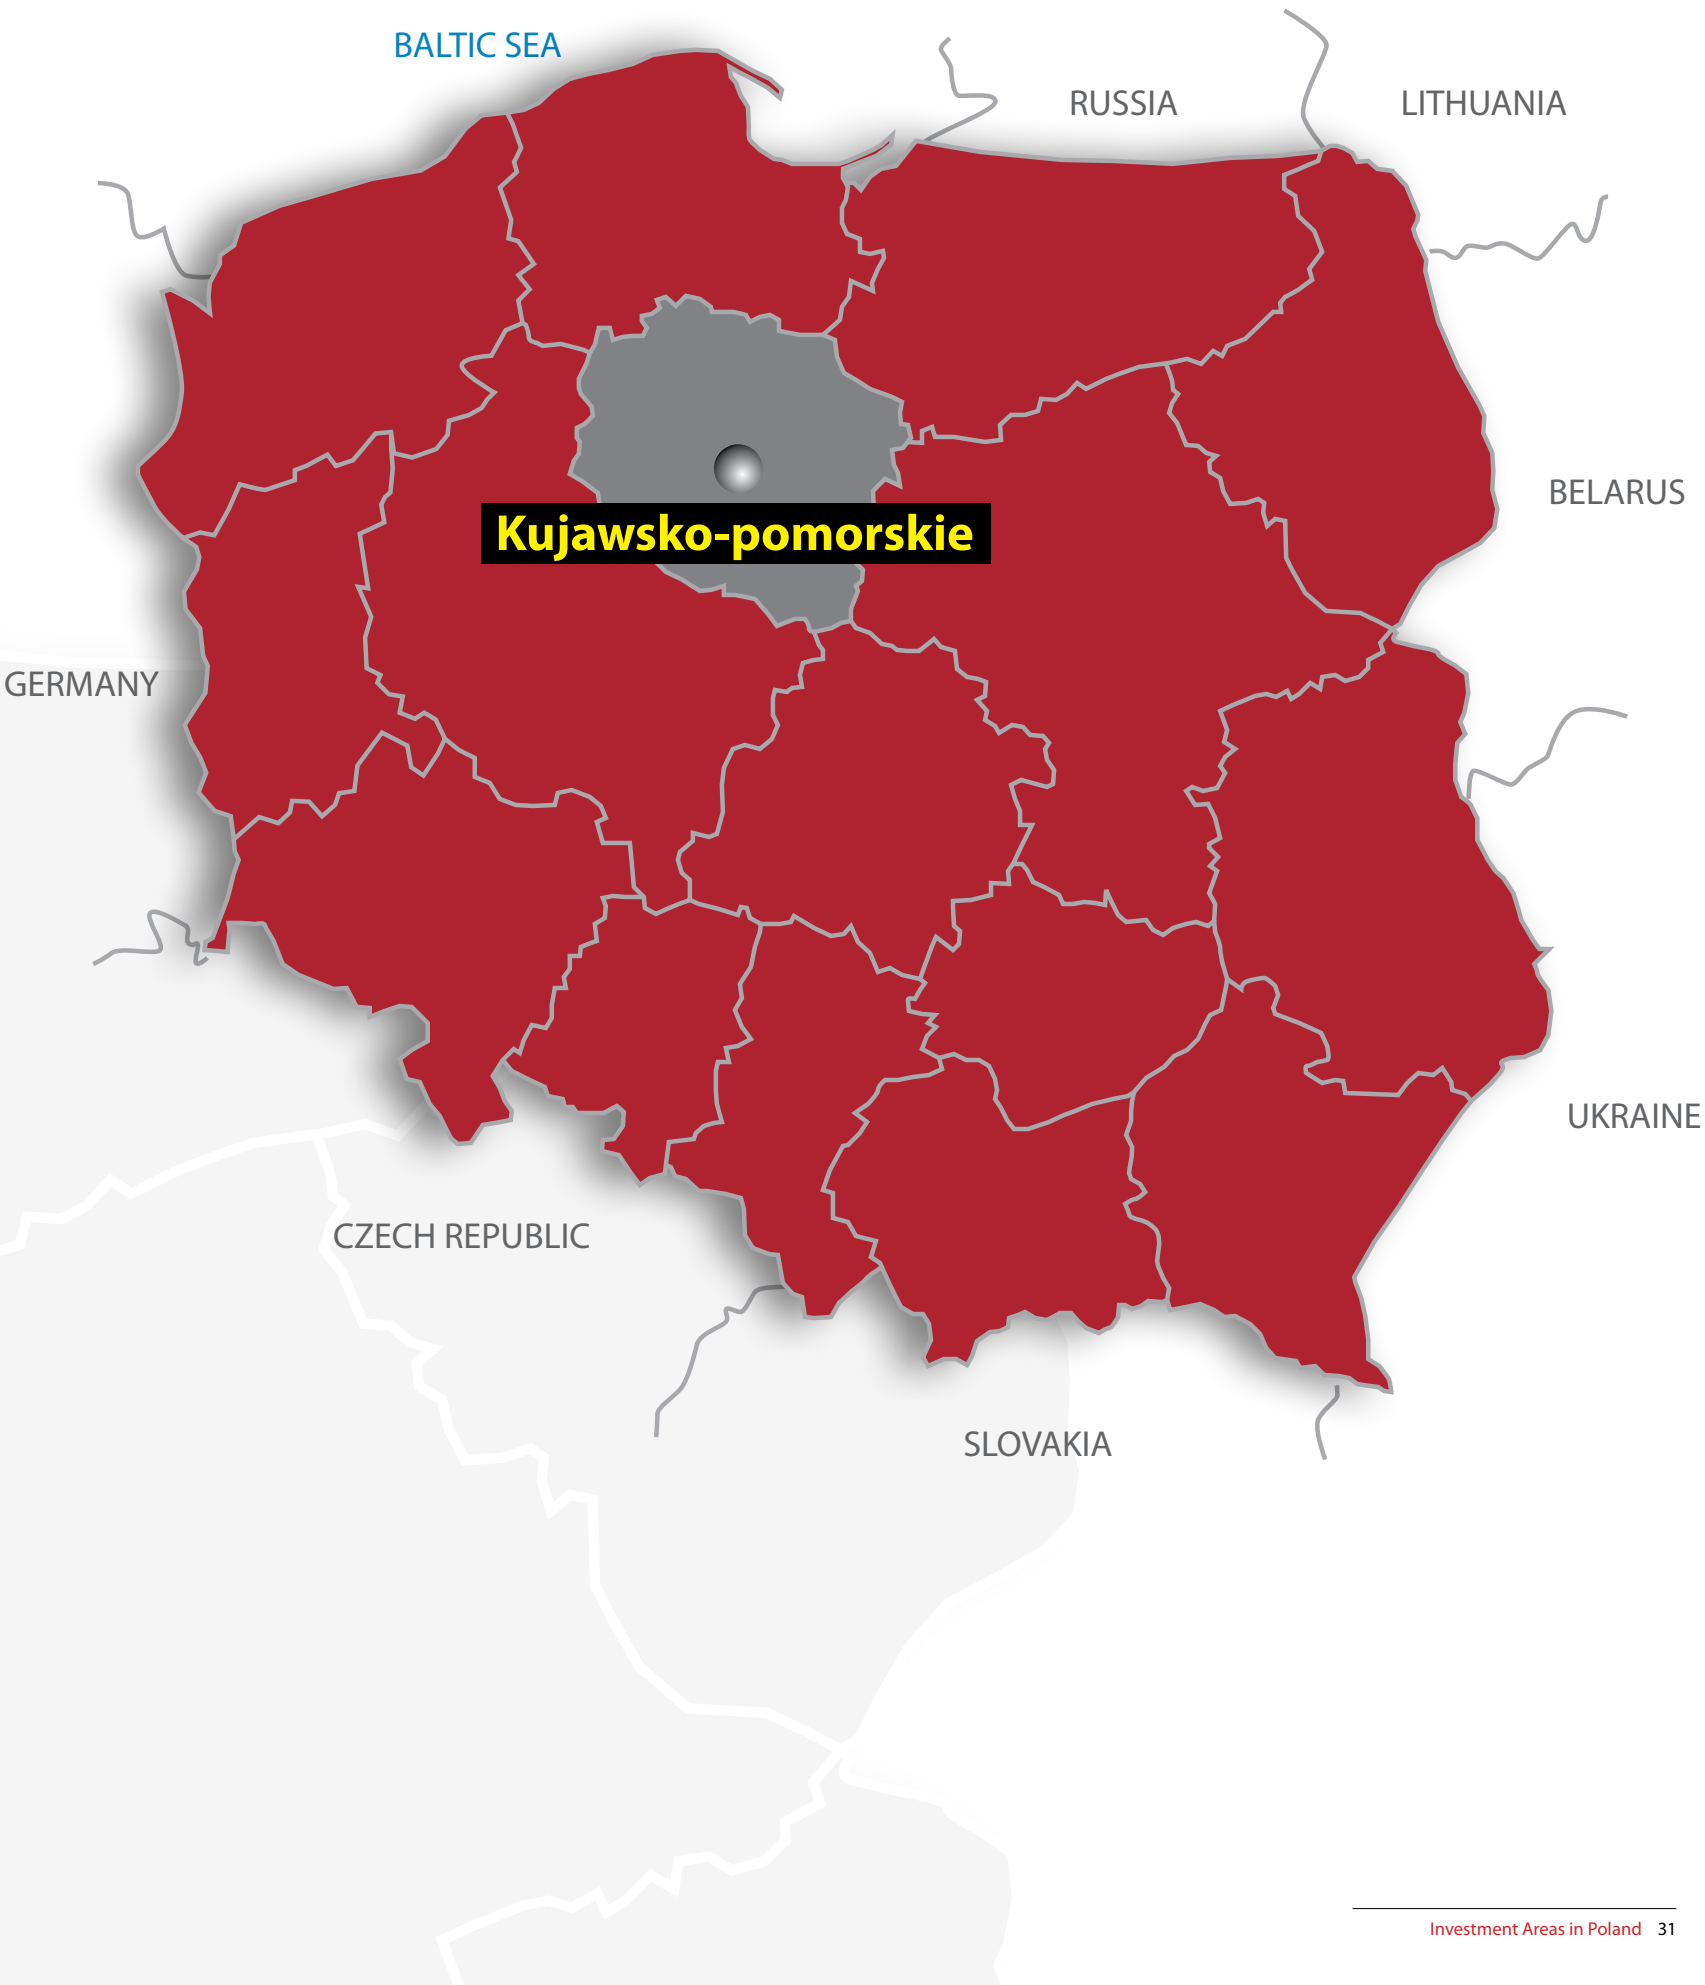 BALTIC SEA
RUSSIA
LITHUANIA
BELARUS
Kujawsko-pomorskie
GERMANY
UKRAINE
CZECH REPUBLIC
SLOVAKIA
Investment Areas in Poland 31